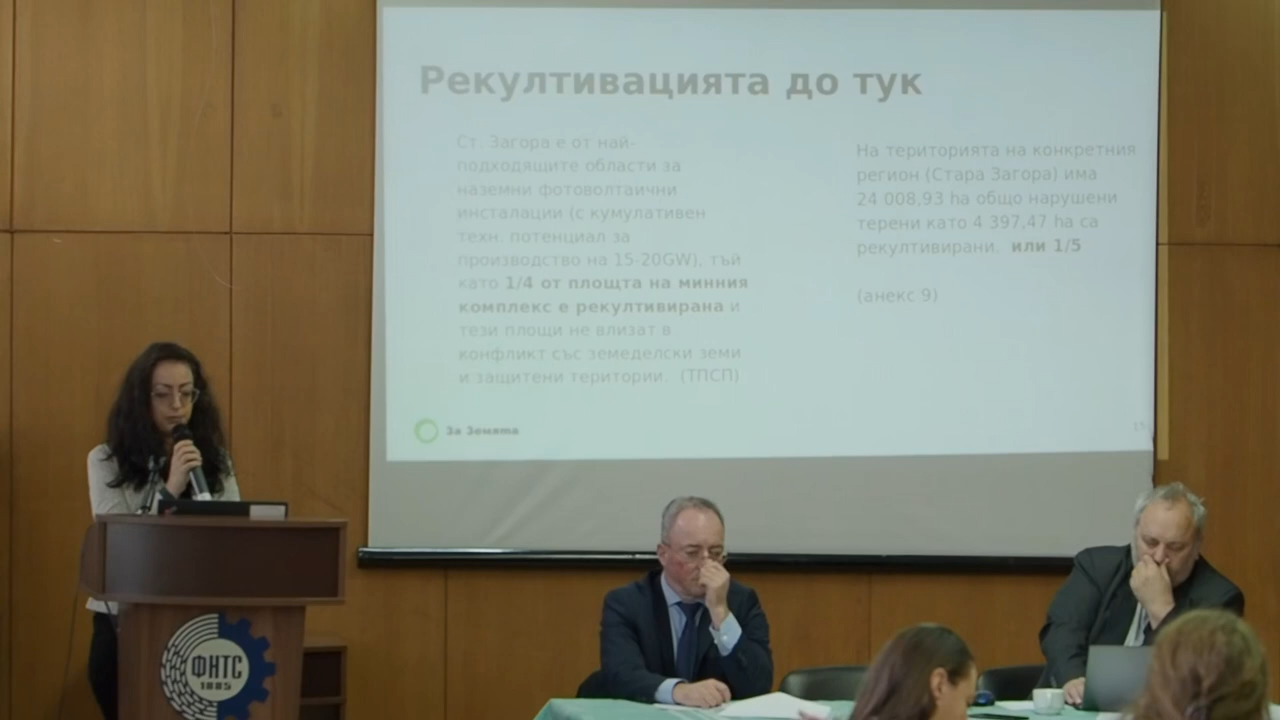 Рекултивацията до тук
Ст. Загора е от най-
подходящите области за
наземни фотоволтаични
инсталации (с кумулативен
техн. потенциал за
производство на 15-20GW), тъй
като 1/4 от площта на минния
комплекс е рекултивирана и
тези площи не влизат в
конфликт със земеделски земи
и защитени територии. (ТПСП)
На територията на конкретния
регион (Стара Загора) има
24 008,93 ha общо нарушени
терени като 4 397,47 ha са
рекултивирани. или 1/5
(анекс 9)
За Земята
ФНТС
1885